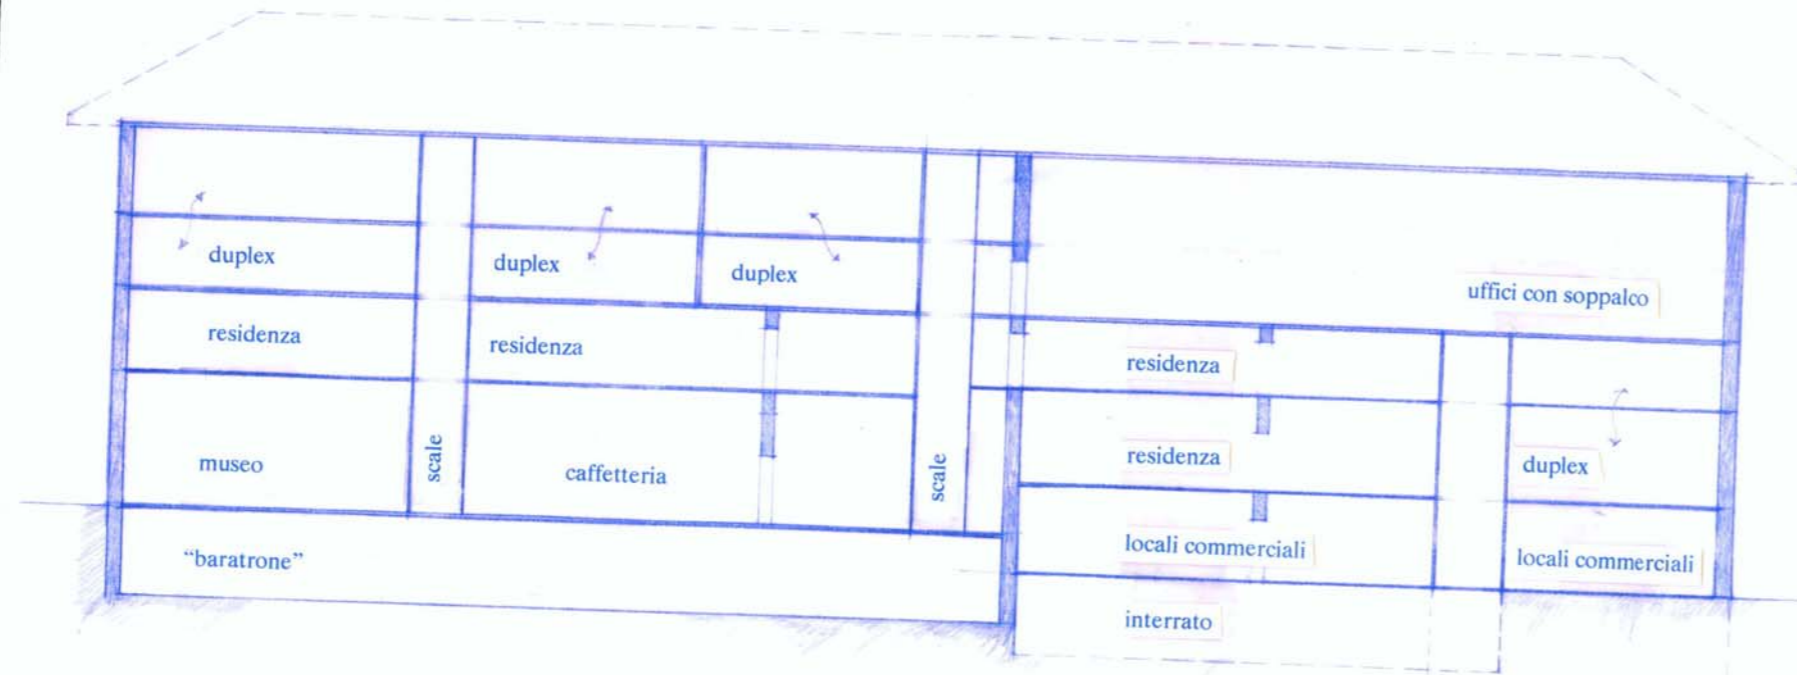 duplex
duplex
duplex
uffici con soppalco
residenza
residenza
residenza
museo
scale
caffetteria
scale
residenza
duplex
"baratrone"
locali commerciali
locali commerciali
interrato